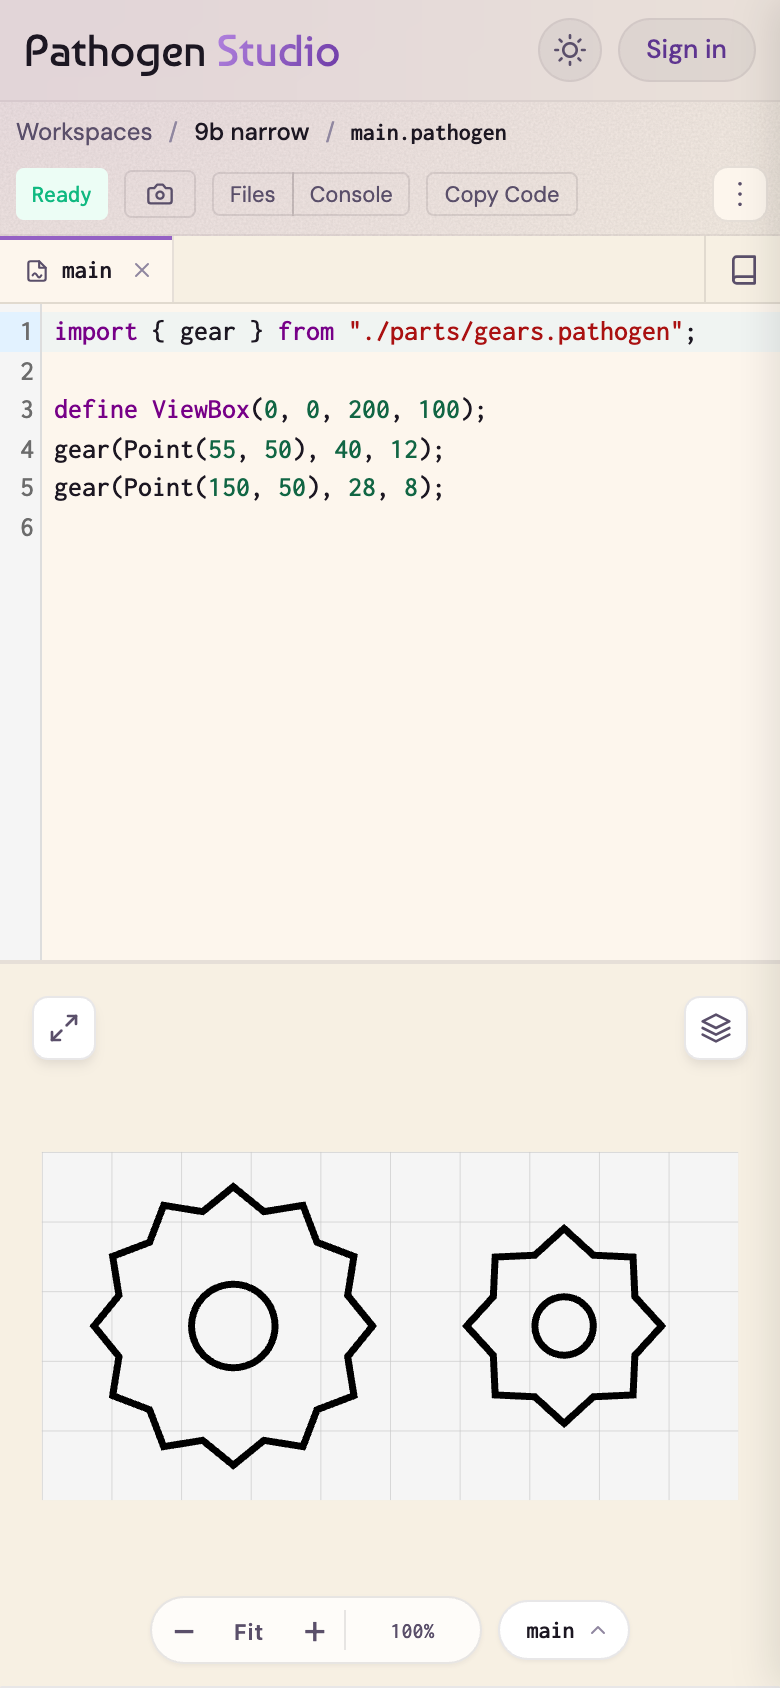 Pathogen Studio
Sign in
Workspaces / 9b narrow / main.pathogen
Ready
Files
Console
Copy Code
main
1 import { gear } from "./parts/gears.pathogen";
2
3 define ViewBox(0, 0, 200, 100);
4 gear(Point(55, 50), 40, 12);
5 gear(Point(150, 50), 28, 8);
6
Fit
100%
main